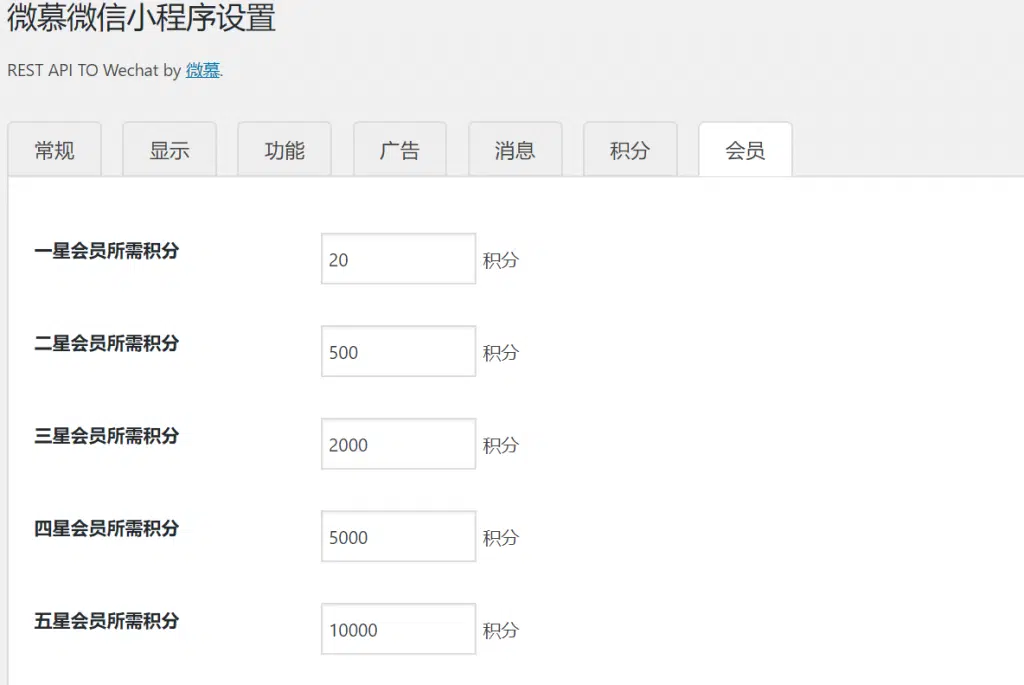 微慕微信小程序设置
REST API TO Wechat by 微慕.
常规 显示 功能 广告 消息 积分 会员
一星会员所需积分 20 积分
二星会员所需积分 500 积分
三星会员所需积分 2000 积分
四星会员所需积分 5000 积分
五星会员所需积分 10000 积分